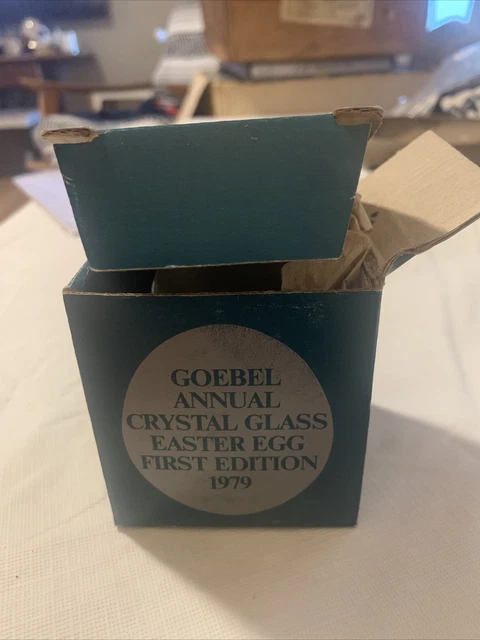 GOEBEL
ANNUAL
CRYSTAL GLASS
EASTER EGG
FIRST EDITION
1979